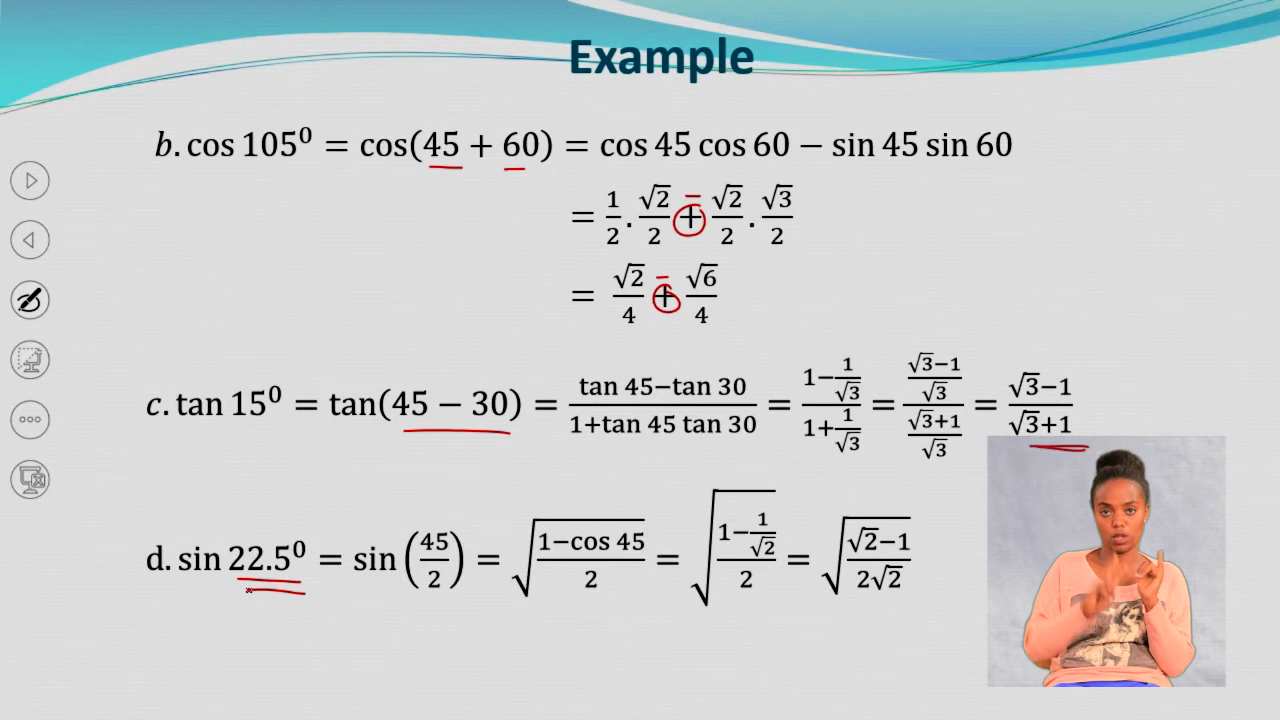 Example
b. cos 105⁰ = cos(45 + 60) = cos 45 cos 60 − sin 45 sin 60
= 1/2 . √2/2 + √2/2 . √3/2
= √2/4 + √6/4
c. tan 15⁰ = tan(45 − 30) = (tan 45−tan 30)/(1+tan 45 tan 30) = (1−1/√3)/(1+1/√3) = ((√3−1)/√3)/((√3+1)/√3) = (√3−1)/(√3+1)
d. sin 22.5⁰ = sin(45/2) = √((1−cos 45)/2) = √((1−1/√2)/2) = √((√2−1)/(2√2))